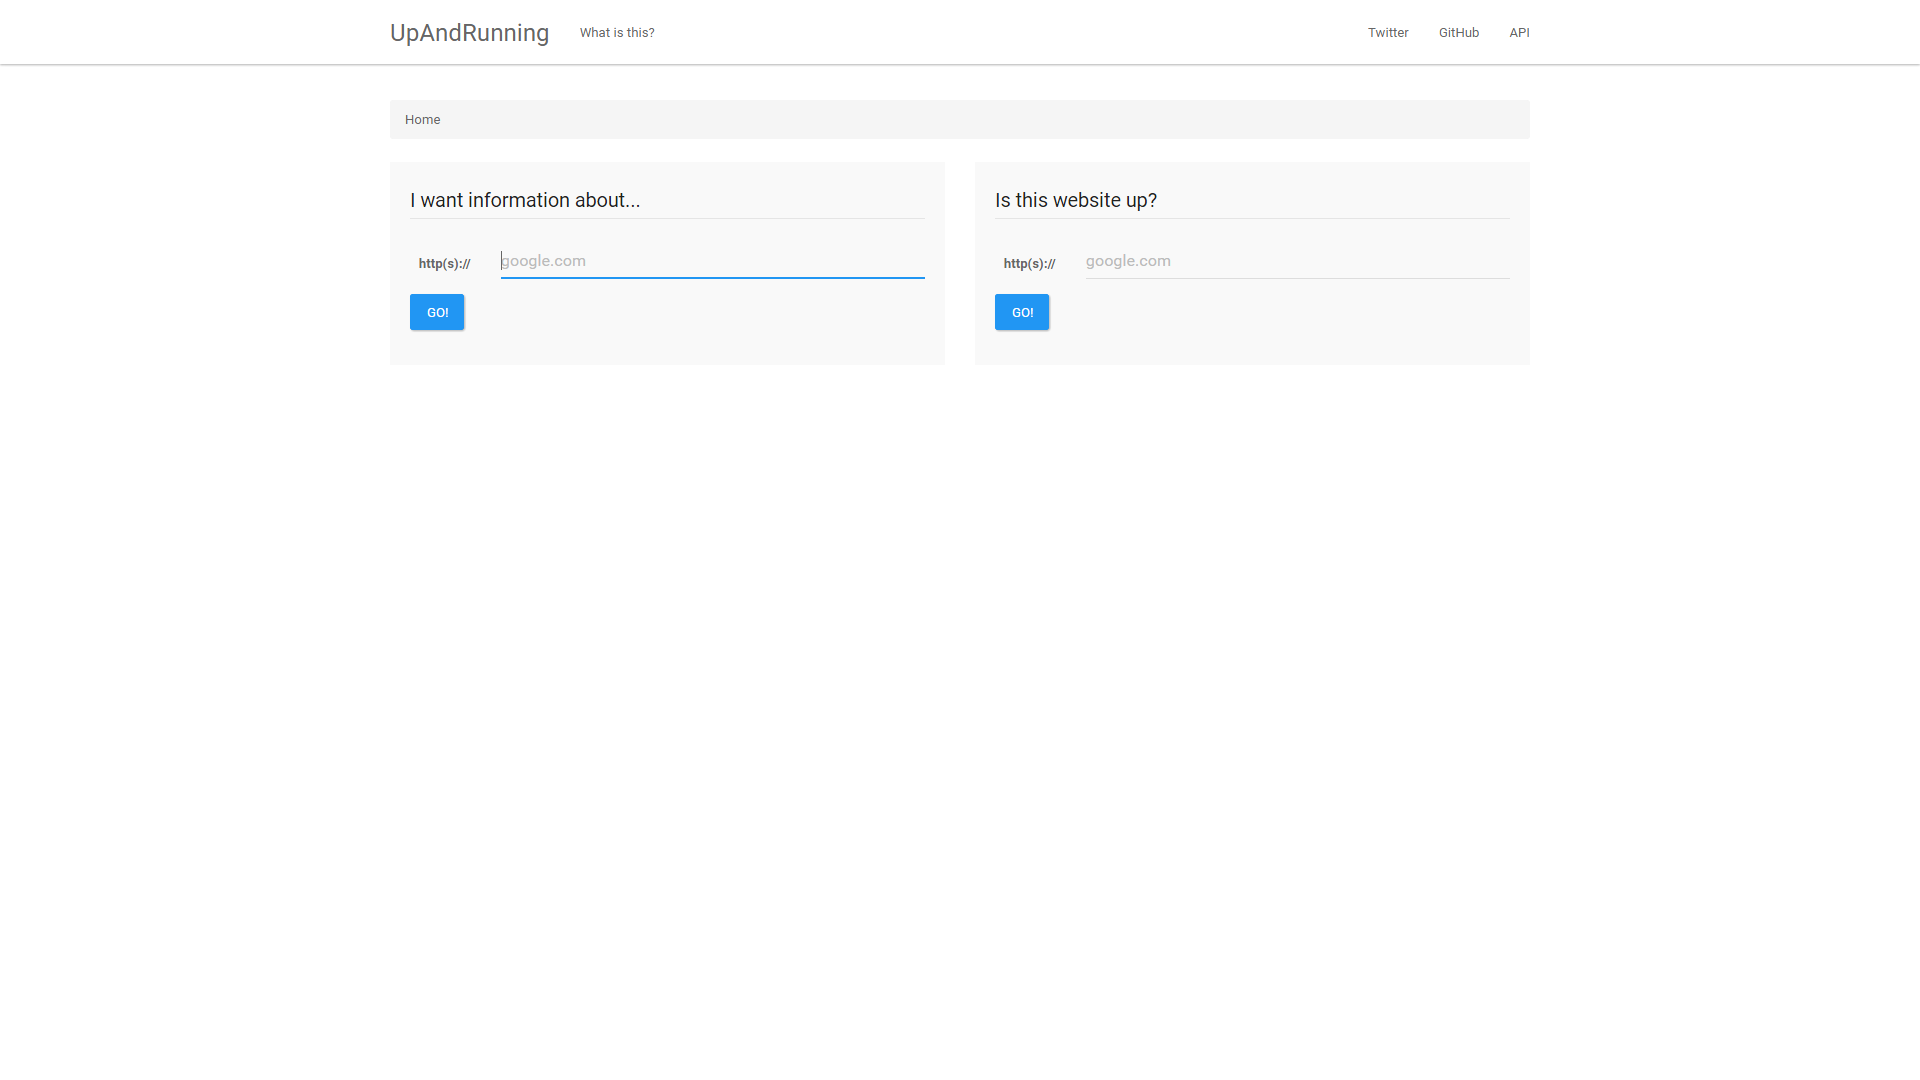 UpAndRunning What is this? Twitter GitHub API
Home
I want information about...
http(s):// google.com
GO!
Is this website up?
http(s):// google.com
GO!